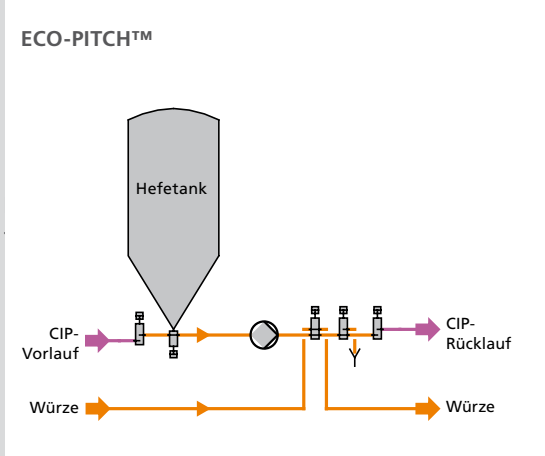 ECO-PITCH™
Hefetank
CIP-
Vorlauf
CIP-
Rücklauf
Würze
Würze